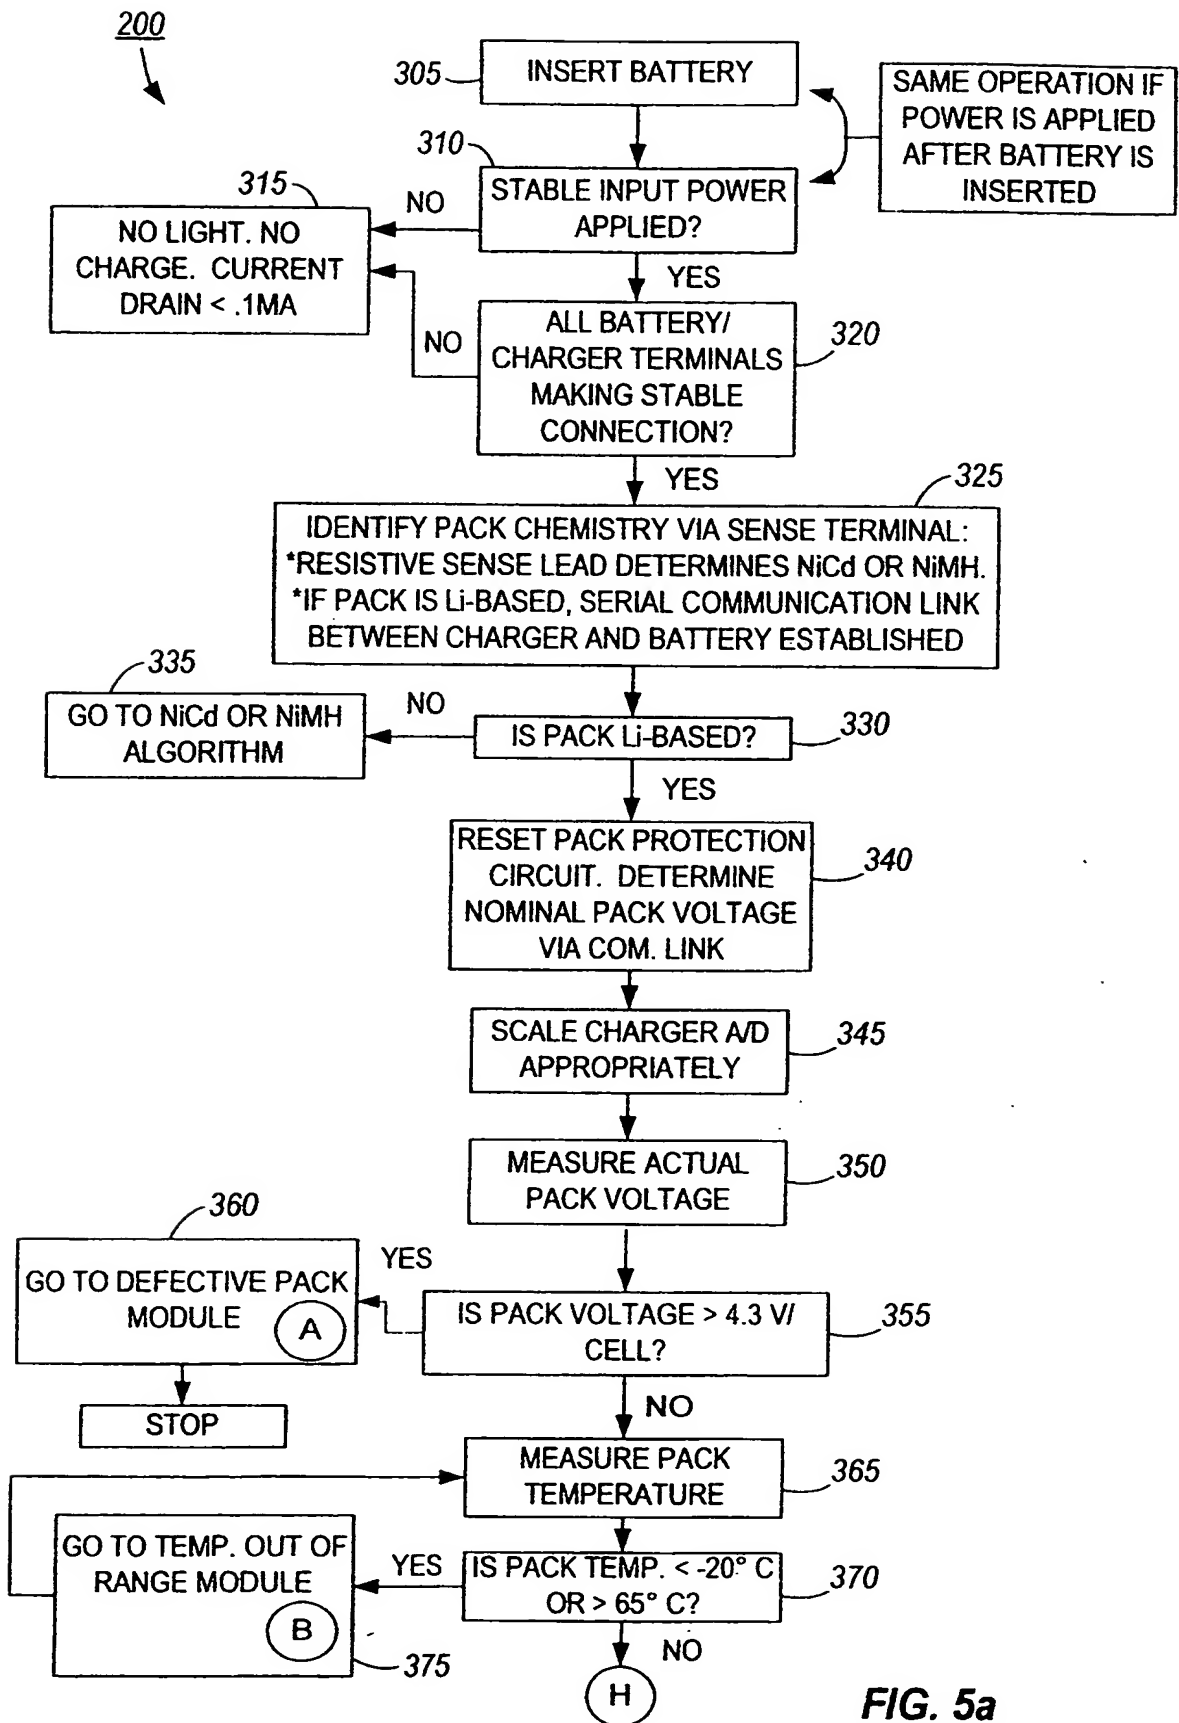 200
305
INSERT BATTERY
SAME OPERATION IF
POWER IS APPLIED
AFTER BATTERY IS
INSERTED
310
STABLE INPUT POWER
APPLIED?
315
NO
NO LIGHT. NO
CHARGE. CURRENT
DRAIN < .1MA
YES
NO
ALL BATTERY/
CHARGER TERMINALS
MAKING STABLE
CONNECTION?
320
YES
325
IDENTIFY PACK CHEMISTRY VIA SENSE TERMINAL:
*RESISTIVE SENSE LEAD DETERMINES NiCd OR NiMH.
*IF PACK IS Li-BASED, SERIAL COMMUNICATION LINK
BETWEEN CHARGER AND BATTERY ESTABLISHED
335
GO TO NiCd OR NiMH
ALGORITHM
NO
IS PACK Li-BASED?
330
YES
RESET PACK PROTECTION
CIRCUIT. DETERMINE
NOMINAL PACK VOLTAGE
VIA COM. LINK
340
SCALE CHARGER A/D
APPROPRIATELY
345
MEASURE ACTUAL
PACK VOLTAGE
350
360
GO TO DEFECTIVE PACK
MODULE
A
YES
IS PACK VOLTAGE > 4.3 V/
CELL?
355
STOP
NO
MEASURE PACK
TEMPERATURE
365
GO TO TEMP. OUT OF
RANGE MODULE
B
375
YES
IS PACK TEMP. < -20° C
OR > 65° C?
370
NO
H
FIG. 5a